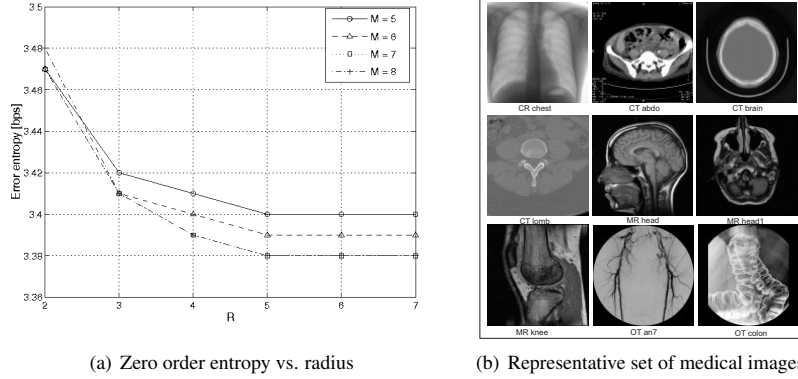 3.5
3.48
3.46
3.44
3.42
3.4
3.38
3.36
2
3
4
5
6
7
Error entropy [bps]
R
M = 5
M = 6
M = 7
M = 8
(a) Zero order entropy vs. radius
CR chest
CT abdo
CT brain
CT lomb
MR head
MR head1
MR knee
OT an7
OT colon
(b) Representative set of medical images